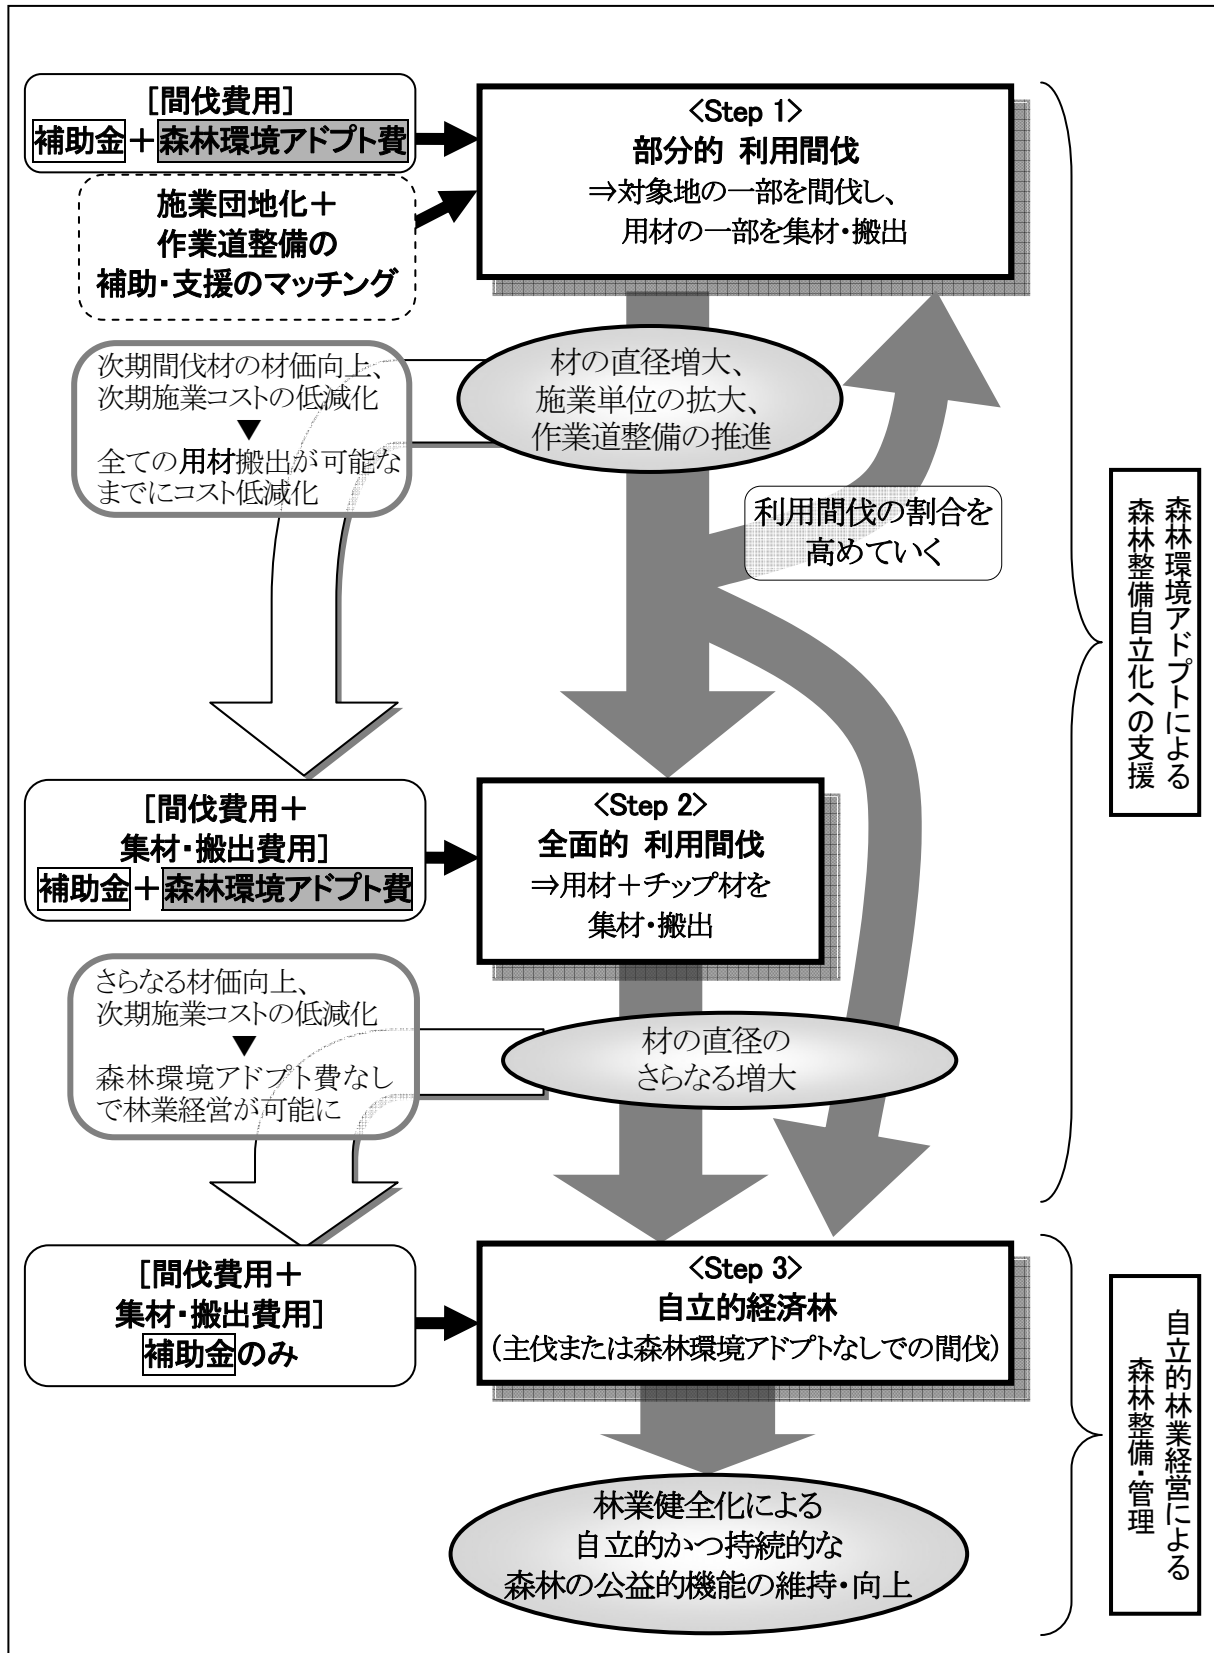 [間伐費用]
補助金＋森林環境アドプト費
施業団地化＋
作業道整備の
補助・支援のマッチング
<Step 1>
部分的 利用間伐
⇒対象地の一部を間伐し、
用材の一部を集材・搬出
次期間伐材の材価向上、
次期施業コストの低減化
▼
全ての用材搬出が可能な
までにコスト低減化
材の直径増大、
施業単位の拡大、
作業道整備の推進
利用間伐の割合を
高めていく
森林環境アドプトによる
森林整備自立化への支援
[間伐費用＋
集材・搬出費用]
補助金＋森林環境アドプト費
<Step 2>
全面的 利用間伐
⇒用材＋チップ材を
集材・搬出
さらなる材価向上、
次期施業コストの低減化
▼
森林環境アドプト費なし
で林業経営が可能に
材の直径の
さらなる増大
[間伐費用＋
集材・搬出費用]
補助金のみ
<Step 3>
自立的経済林
(主伐または森林環境アドプトなしでの間伐)
自立的林業経営による
森林整備・管理
林業健全化による
自立的かつ持続的な
森林の公益的機能の維持・向上